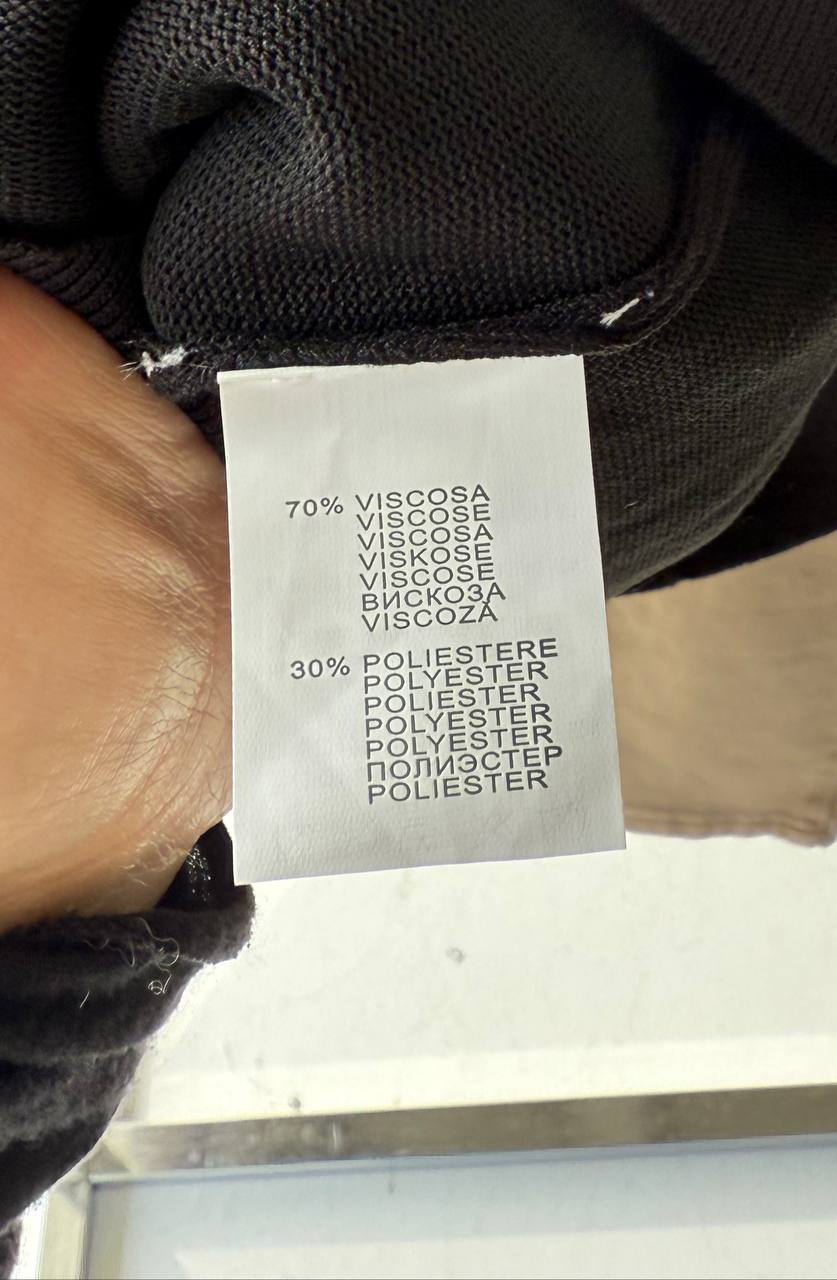 70% VISCOSA
VISCOSE
VISCOSA
VISKOSE
VISCOSE
ВИСКОЗА
VISCOZĂ
30% POLIESTERE
POLYESTER
POLIESTER
POLYESTER
POLYESTER
ПОЛИЭСТЕР
POLIESTER